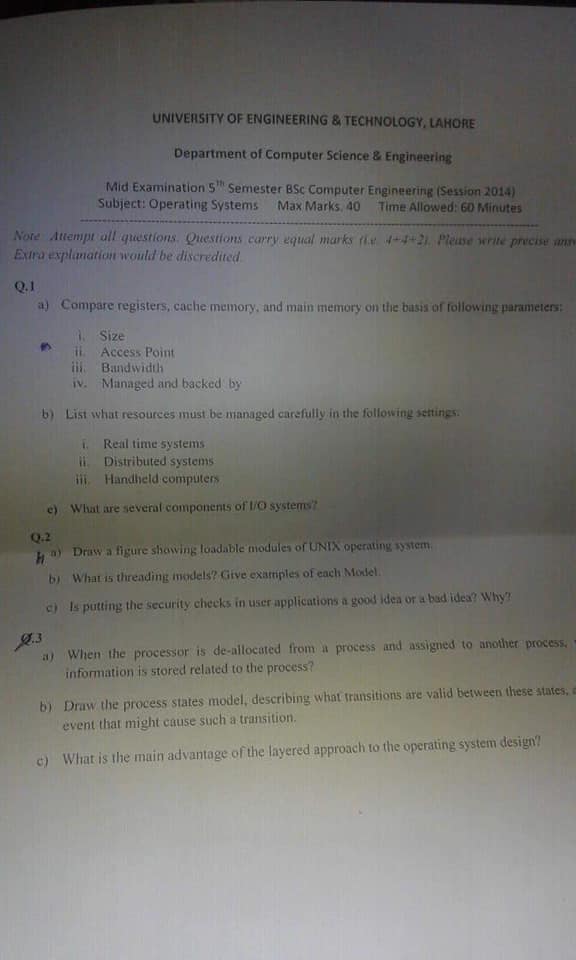 UNIVERSITY OF ENGINEERING & TECHNOLOGY, LAHORE
Department of Computer Science & Engineering
Mid Examination 5TH Semester BSc Computer Engineering (Session 2014)
Subject: Operating Systems Max Marks. 40 Time Allowed: 60 Minutes
Note Attempt all questions. Questions carry equal marks (i.e. 4+4+2). Please write precise
Extra explanation would be discredited.
Q.1
a) Compare registers, cache memory, and main memory on the basis of following parameters:
i. Size
ii. Access Point
iii. Bandwidth
iv. Managed and backed by
b) List what resources must be managed carefully in the following settings:
i. Real time systems
ii. Distributed systems
iii. Handheld computers
c) What are several components of I/O systems?
Q.2
a) Draw a figure showing loadable modules of UNIX operating system.
b) What is threading models? Give examples of each Model.
c) Is putting the security checks in user applications a good idea or a bad idea? Why?
Q.3
a) When the processor is de-allocated from a process and assigned to another process,
information is stored related to the process?
b) Draw the process states model, describing what transitions are valid between these states,
event that might cause such a transition.
c) What is the main advantage of the layered approach to the operating system design?